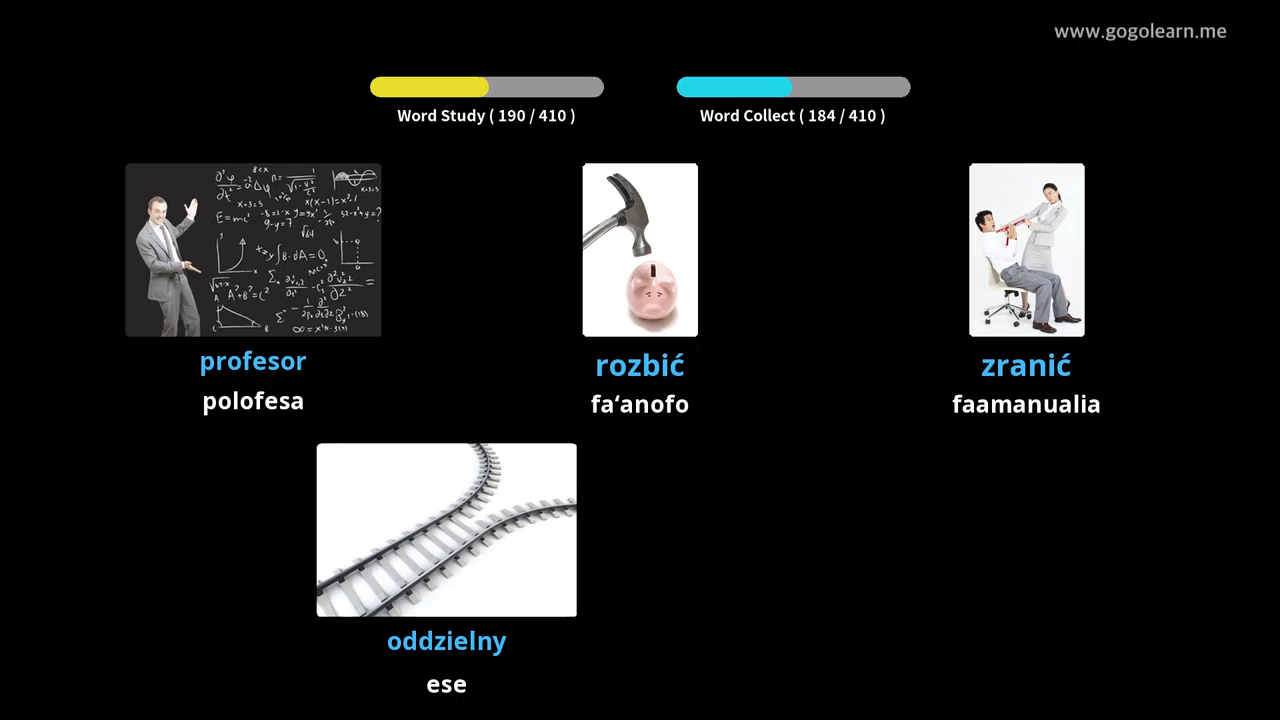 www.gogolearn.me
Word Study ( 190 / 410 )
Word Collect ( 184 / 410 )
profesor
polofesa
rozbić
fa‘anofo
zranić
faamanualia
oddzielny
ese